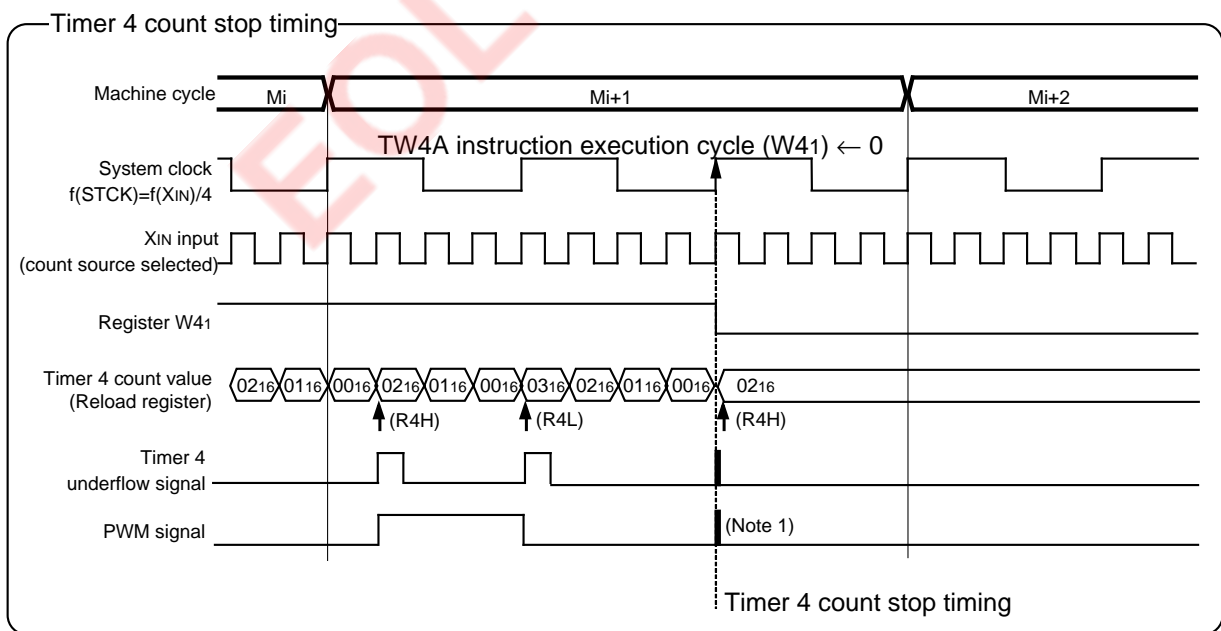 Timer 4 count stop timing
Machine cycle Mi Mi+1 Mi+2
TW4A instruction execution cycle (W41) ← 0
System clock
f(STCK)=f(XIN)/4
XIN input
(count source selected)
Register W41
Timer 4 count value
(Reload register)
0216 0116 0016 0216 0116 0016 0316 0216 0116 0016 0216
(R4H) (R4L) (R4H)
Timer 4
underflow signal
PWM signal
(Note 1)
Timer 4 count stop timing
EOL